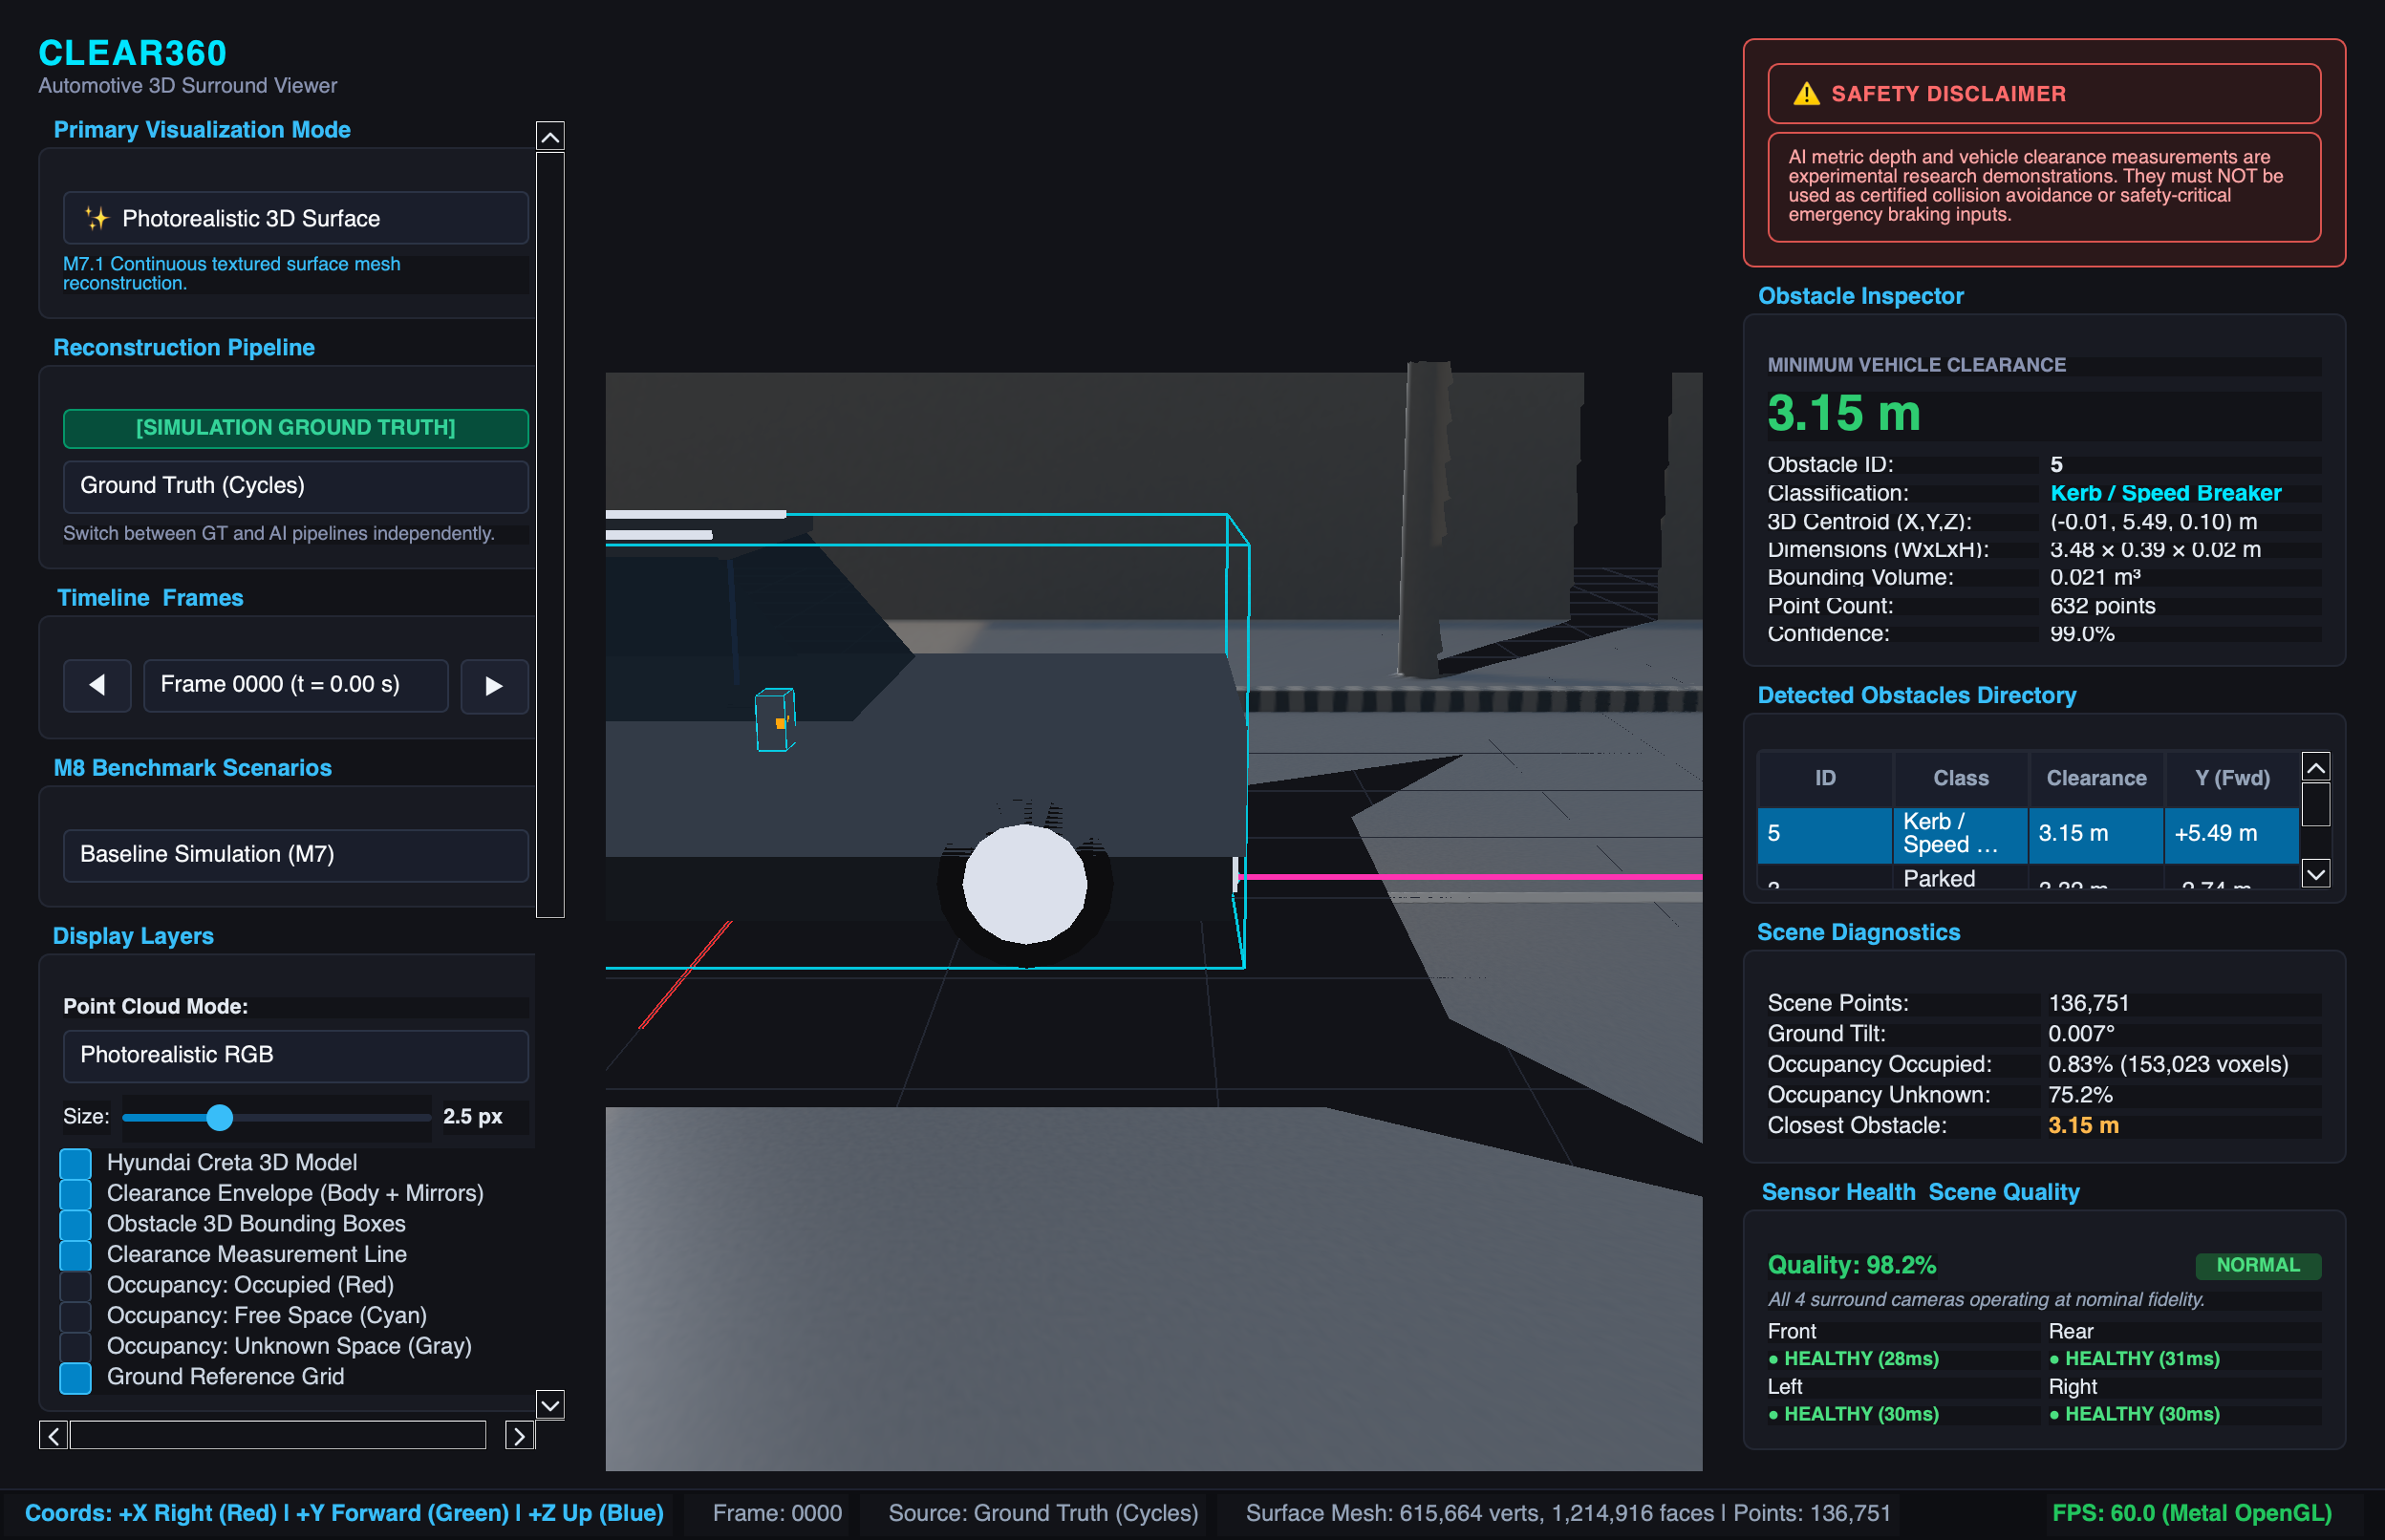 CLEAR360
Automotive 3D Surround Viewer
Primary Visualization Mode
✨ Photorealistic 3D Surface
M7.1 Continuous textured surface mesh
reconstruction.
Reconstruction Pipeline
[SIMULATION GROUND TRUTH]
Ground Truth (Cycles)
Switch between GT and AI pipelines independently.
Timeline  Frames
Frame 0000 (t = 0.00 s)
M8 Benchmark Scenarios
Baseline Simulation (M7)
Display Layers
Point Cloud Mode:
Photorealistic RGB
Size: 2.5 px
Hyundai Creta 3D Model
Clearance Envelope (Body + Mirrors)
Obstacle 3D Bounding Boxes
Clearance Measurement Line
Occupancy: Occupied (Red)
Occupancy: Free Space (Cyan)
Occupancy: Unknown Space (Gray)
Ground Reference Grid
⚠️ SAFETY DISCLAIMER
AI metric depth and vehicle clearance measurements are
experimental research demonstrations. They must NOT be
used as certified collision avoidance or safety-critical
emergency braking inputs.
Obstacle Inspector
MINIMUM VEHICLE CLEARANCE
3.15 m
Obstacle ID: 5
Classification: Kerb / Speed Breaker
3D Centroid (X,Y,Z): (-0.01, 5.49, 0.10) m
Dimensions (WxLxH): 3.48 × 0.39 × 0.02 m
Bounding Volume: 0.021 m³
Point Count: 632 points
Confidence: 99.0%
Detected Obstacles Directory
ID Class Clearance Y (Fwd)
5 Kerb / Speed ... 3.15 m +5.49 m
Parked
Scene Diagnostics
Scene Points: 136,751
Ground Tilt: 0.007°
Occupancy Occupied: 0.83% (153,023 voxels)
Occupancy Unknown: 75.2%
Closest Obstacle: 3.15 m
Sensor Health  Scene Quality
Quality: 98.2% NORMAL
All 4 surround cameras operating at nominal fidelity.
Front Rear
● HEALTHY (28ms) ● HEALTHY (31ms)
Left Right
● HEALTHY (30ms) ● HEALTHY (30ms)
Coords: +X Right (Red) | +Y Forward (Green) | +Z Up (Blue) Frame: 0000 Source: Ground Truth (Cycles) Surface Mesh: 615,664 verts, 1,214,916 faces | Points: 136,751 FPS: 60.0 (Metal OpenGL)